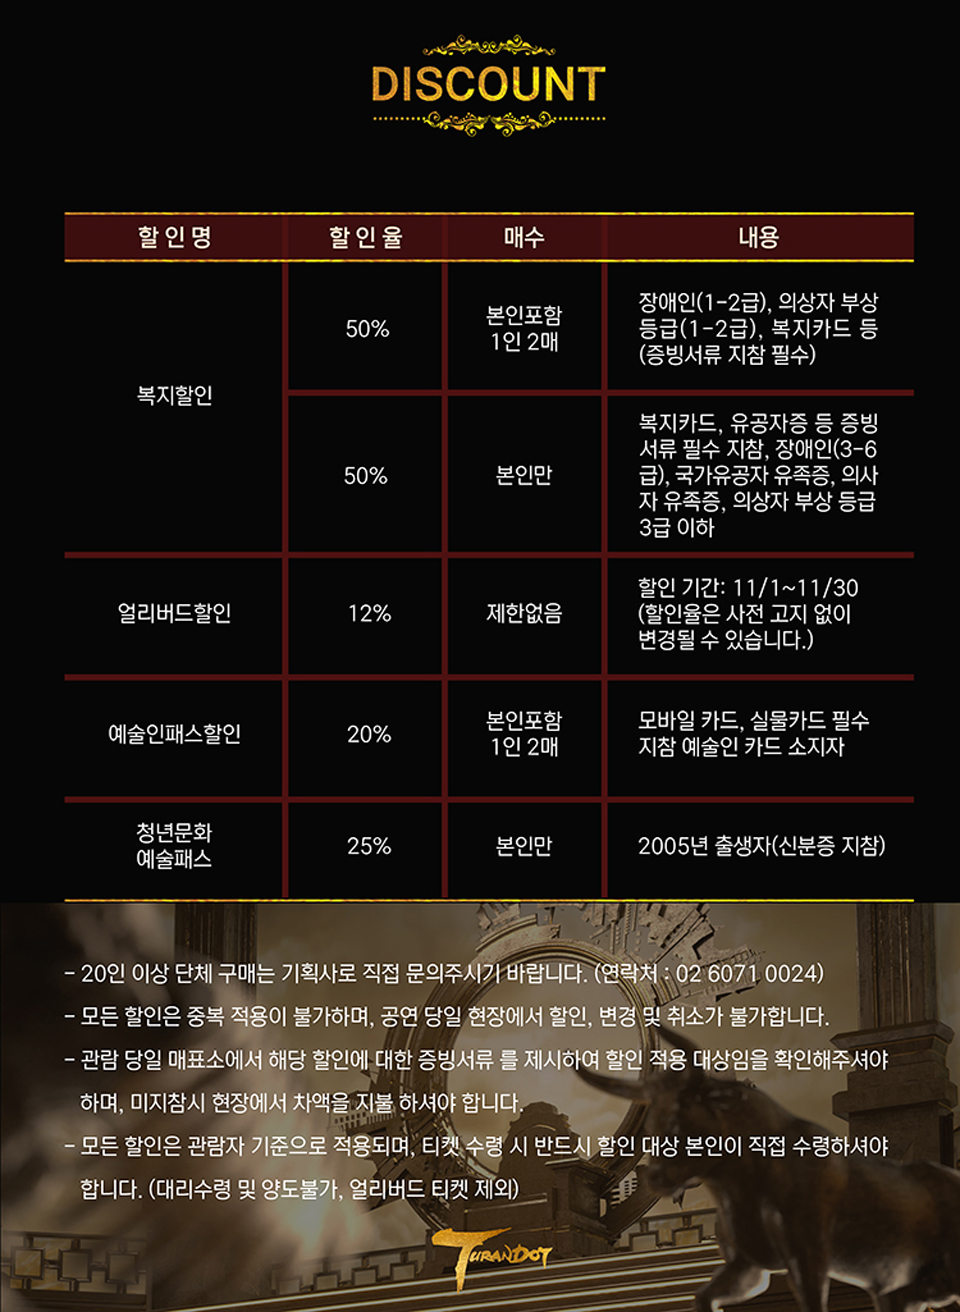 DISCOUNT
할 인 명 할 인 율 매수 내용
복지할인
50%
본인포함
1인 2매
장애인(1-2급), 의상자 부상
등급(1-2급), 복지카드 등
(증빙서류 지참 필수)
50%
본인만
복지카드, 유공자증 등 증빙
서류 필수 지참, 장애인(3-6
급), 국가유공자 유족증, 의사
자 유족증, 의상자 부상 등급
3급 이하
얼리버드할인
12%
제한없음
할인 기간: 11/1~11/30
(할인율은 사전 고지 없이
변경될 수 있습니다.)
예술인패스할인
20%
본인포함
1인 2매
모바일 카드, 실물카드 필수
지참 예술인 카드 소지자
청년문화
예술패스
25%
본인만
2005년 출생자(신분증 지참)
- 20인 이상 단체 구매는 기획사로 직접 문의주시기 바랍니다. (연락처 : 02 6071 0024)
- 모든 할인은 중복 적용이 불가하며, 공연 당일 현장에서 할인, 변경 및 취소가 불가합니다.
- 관람 당일 매표소에서 해당 할인에 대한 증빙서류 를 제시하여 할인 적용 대상임을 확인해주셔야
하며, 미지참시 현장에서 차액을 지불 하셔야 합니다.
- 모든 할인은 관람자 기준으로 적용되며, 티켓 수령 시 반드시 할인 대상 본인이 직접 수령하셔야
합니다. (대리수령 및 양도불가, 얼리버드 티켓 제외)
TURANDOT